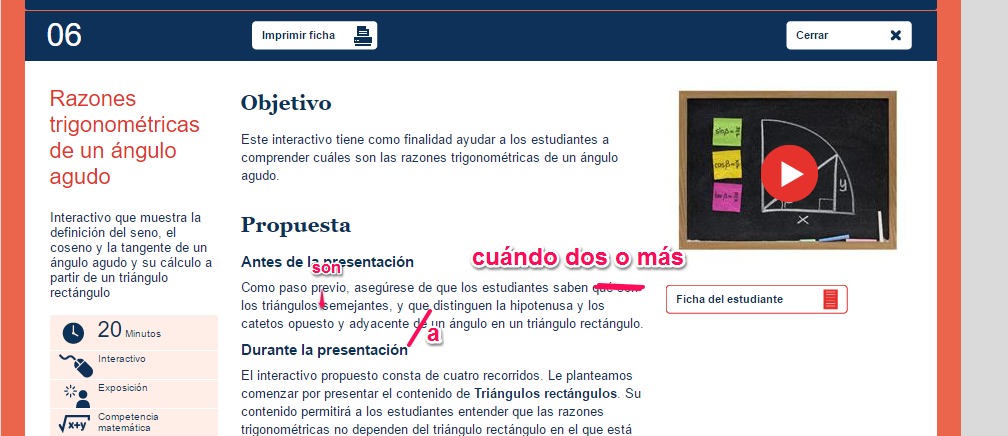 06
Imprimir ficha
Cerrar
Razones
trigonométricas
de un ángulo
agudo
Interactivo que muestra la
definición del seno, el
coseno y la tangente de un
ángulo agudo y su cálculo a
partir de un triángulo
rectángulo
20 Minutos
Interactivo
Exposición
√x+y
Competencia
matemática
Objetivo
Este interactivo tiene como finalidad ayudar a los estudiantes a
comprender cuáles son las razones trigonométricas de un ángulo
agudo.
Propuesta
cuándo dos o más
Antes de la presentación
son
Como paso previo, asegúrese de que los estudiantes saben qué son
los triángulos semejantes, y que distinguen la hipotenusa y los
catetos opuesto y adyacente de un ángulo en un triángulo rectángulo.
a
Durante la presentación
El interactivo propuesto consta de cuatro recorridos. Le planteamos
comenzar por presentar el contenido de Triángulos rectángulos. Su
contenido permitirá a los estudiantes entender que las razones
trigonométricas no dependen del triángulo rectángulo en el que está
sinβ=
cosβ=
y
x
Ficha del estudiante